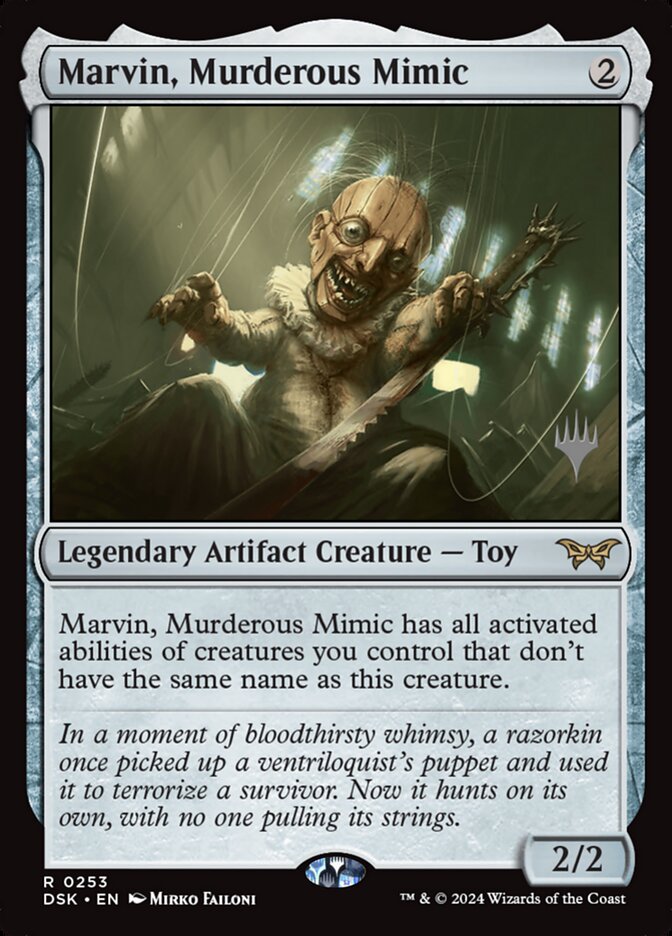 Marvin, Murderous Mimic 2
Legendary Artifact Creature — Toy
Marvin, Murderous Mimic has all activated
abilities of creatures you control that don't
have the same name as this creature.
In a moment of bloodthirsty whimsy, a razorkin
once picked up a ventriloquist's puppet and used
it to terrorize a survivor. Now it hunts on its
own, with no one pulling its strings.
2/2
R 0253
DSK • EN Mirko Failoni
™ & © 2024 Wizards of the Coast